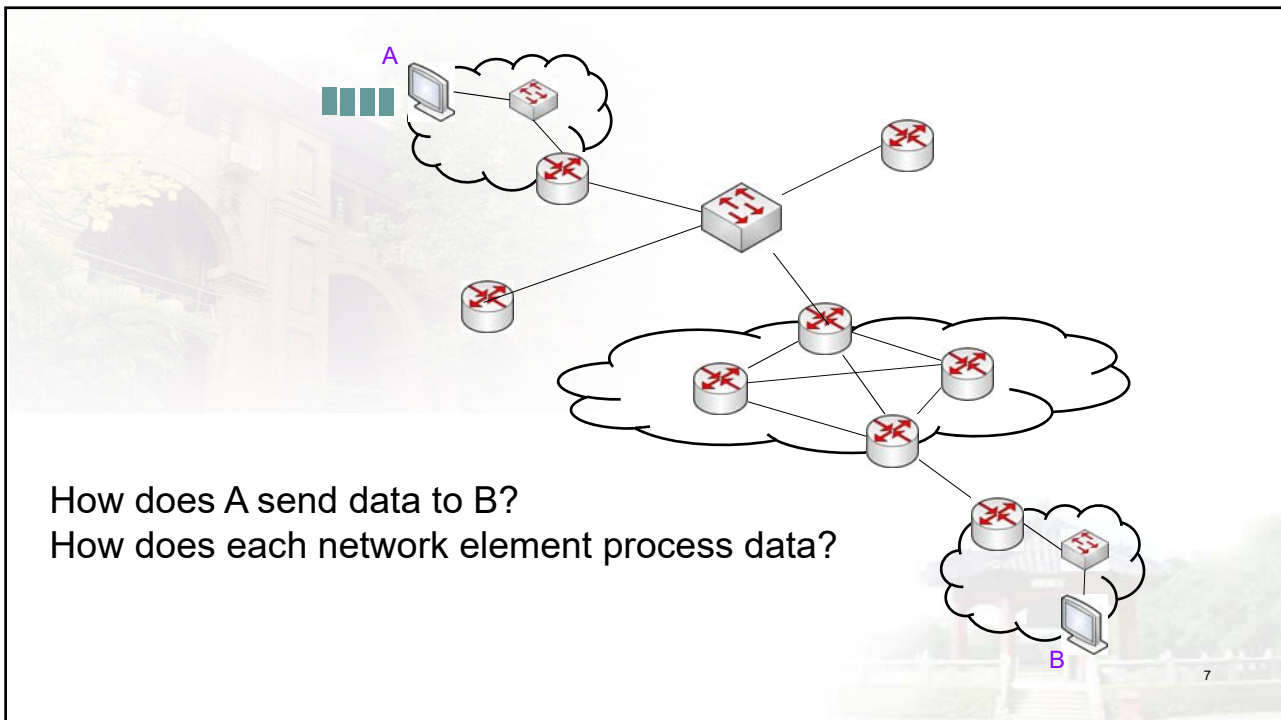 A
How does A send data to B?
How does each network element process data?
B
7